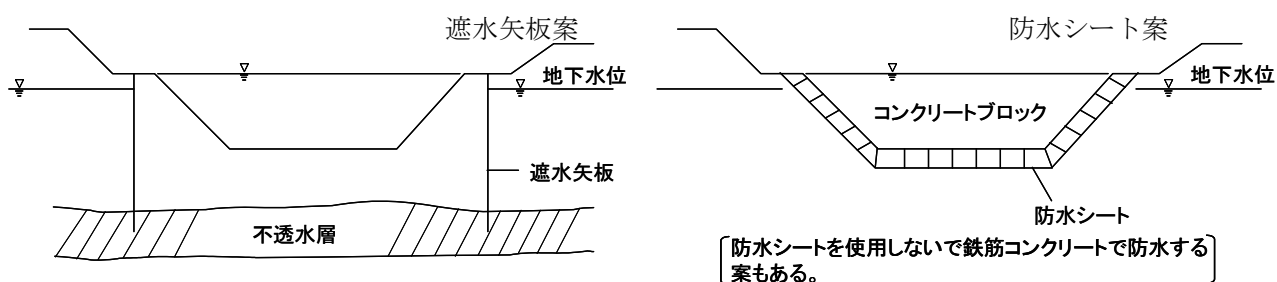 遮水矢板案
地下水位
遮水矢板
不透水層
防水シート案
地下水位
コンクリートブロック
防水シート
防水シートを使用しないで鉄筋コンクリートで防水する
案もある。